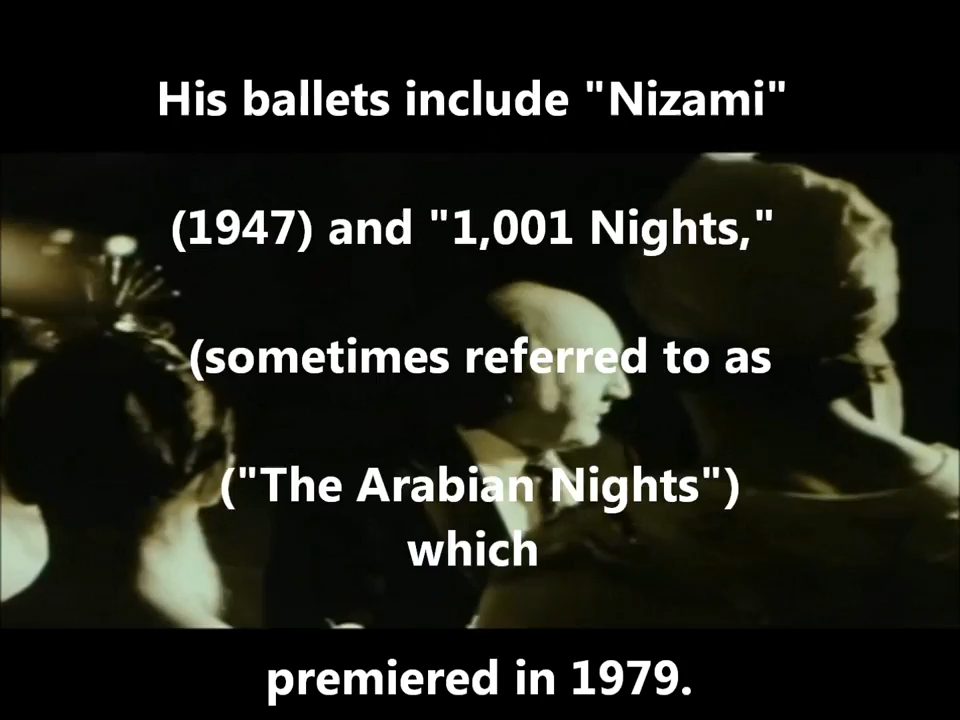 His ballets include "Nizami"
(1947) and "1,001 Nights,"
(sometimes referred to as
("The Arabian Nights")
which
premiered in 1979.